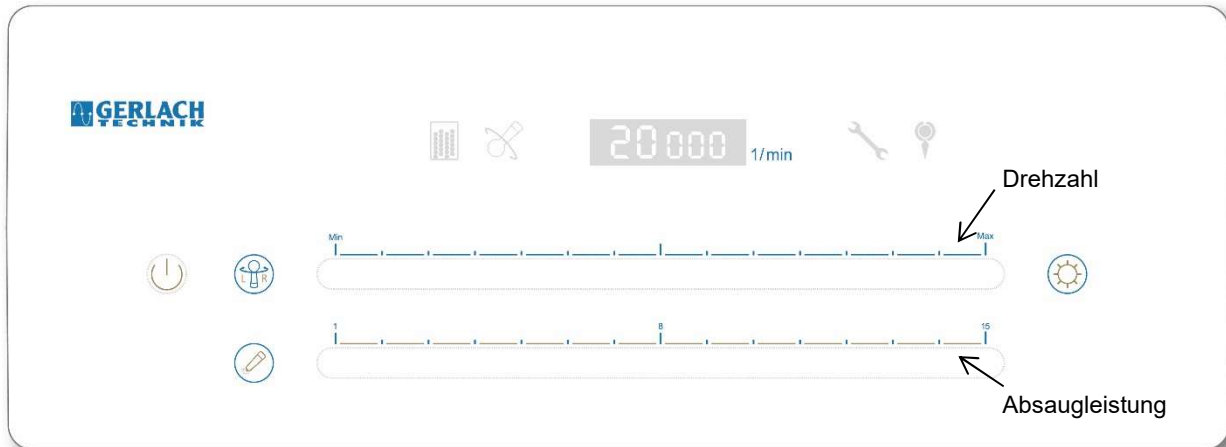 GERLACH
TECHNIK
20000 1/min
Drehzahl
Min Max
L R
1 8 15
Absaugleistung